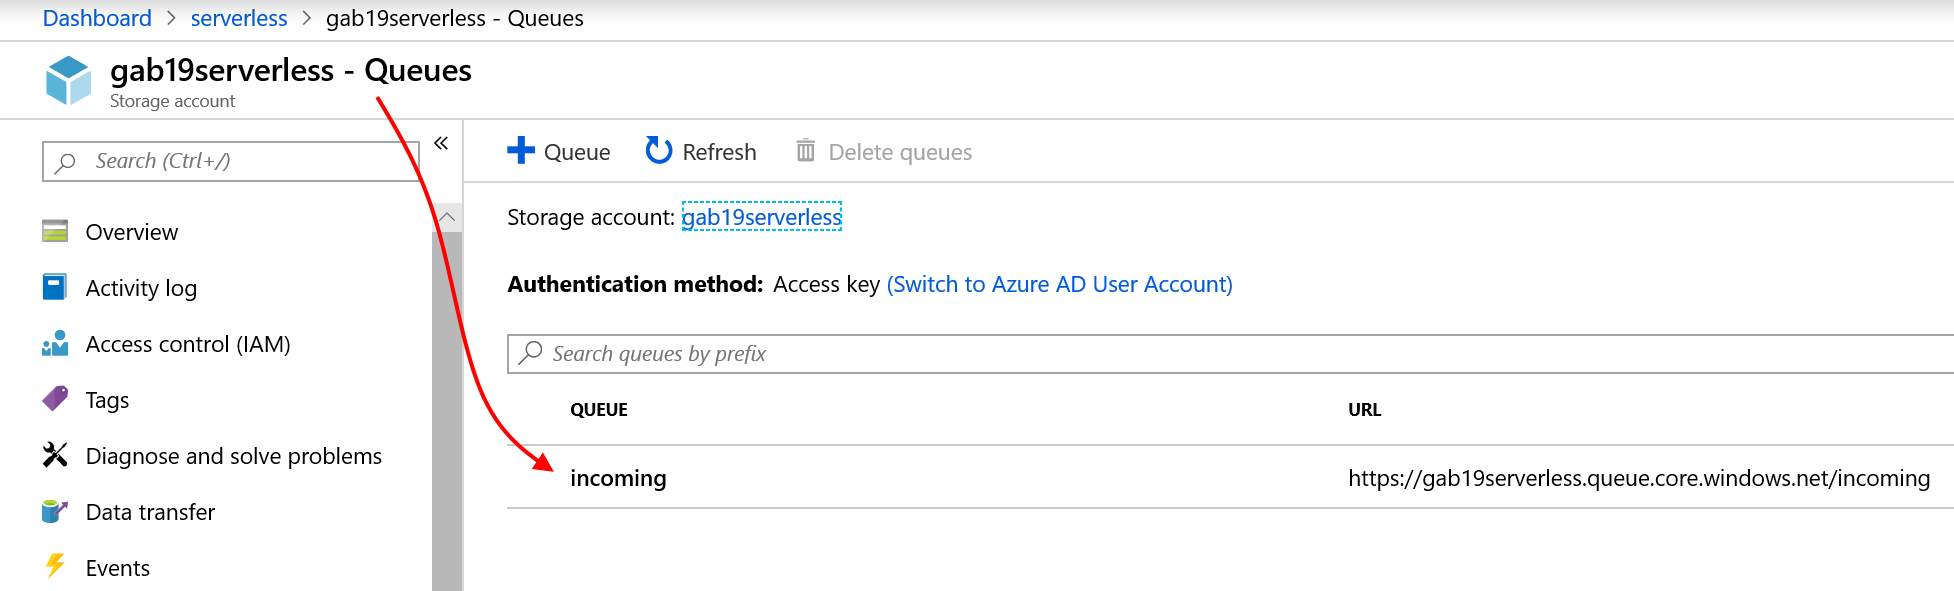 Dashboard > serverless > gab19serverless - Queues
gab19serverless - Queues
Storage account
Search (Ctrl+/)
«
Overview
Activity log
Access control (IAM)
Tags
Diagnose and solve problems
Data transfer
Events
Queue Refresh Delete queues
Storage account: gab19serverless
Authentication method: Access key (Switch to Azure AD User Account)
Search queues by prefix
QUEUE URL
incoming https://gab19serverless.queue.core.windows.net/incoming